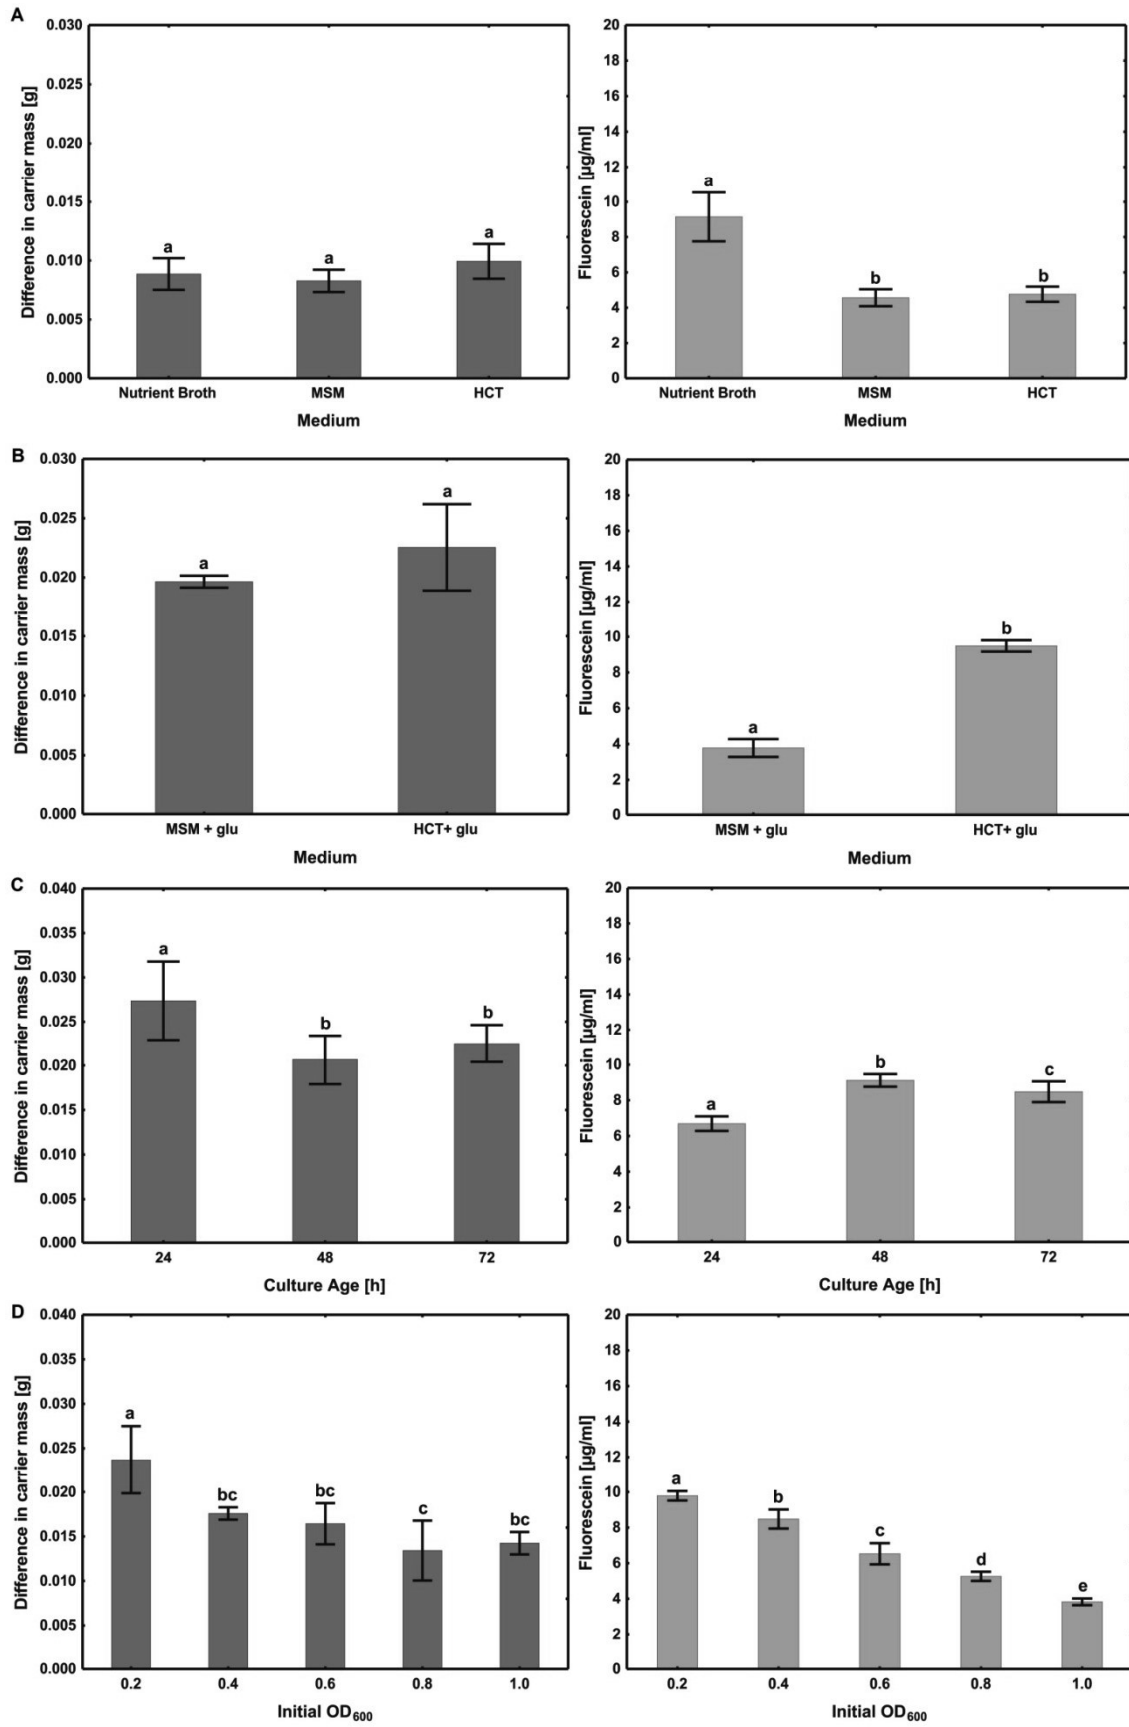 A
Difference in carrier mass [g]
0.030
0.025
0.020
0.015
0.010
0.005
0.000
a
a
a
Nutrient Broth MSM HCT
Medium
Fluorescein [µg/ml]
20
18
16
14
12
10
8
6
4
2
0
a
b
b
Nutrient Broth MSM HCT
Medium
B
Difference in carrier mass [g]
0.030
0.025
0.020
0.015
0.010
0.005
0.000
a
a
MSM + glu HCT+ glu
Medium
Fluorescein [µg/ml]
20
18
16
14
12
10
8
6
4
2
0
a
b
MSM + glu HCT+ glu
Medium
C
Difference in carrier mass [g]
0.040
0.035
0.030
0.025
0.020
0.015
0.010
0.005
0.000
a
b
b
24 48 72
Culture Age [h]
Fluorescein [µg/ml]
20
18
16
14
12
10
8
6
4
2
0
a
b
c
24 48 72
Culture Age [h]
D
Difference in carrier mass [g]
0.040
0.035
0.030
0.025
0.020
0.015
0.010
0.005
0.000
a
bc
bc
c
bc
0.2 0.4 0.6 0.8 1.0
Initial OD600
Fluorescein [µg/ml]
20
18
16
14
12
10
8
6
4
2
0
a
b
c
d
e
0.2 0.4 0.6 0.8 1.0
Initial OD600